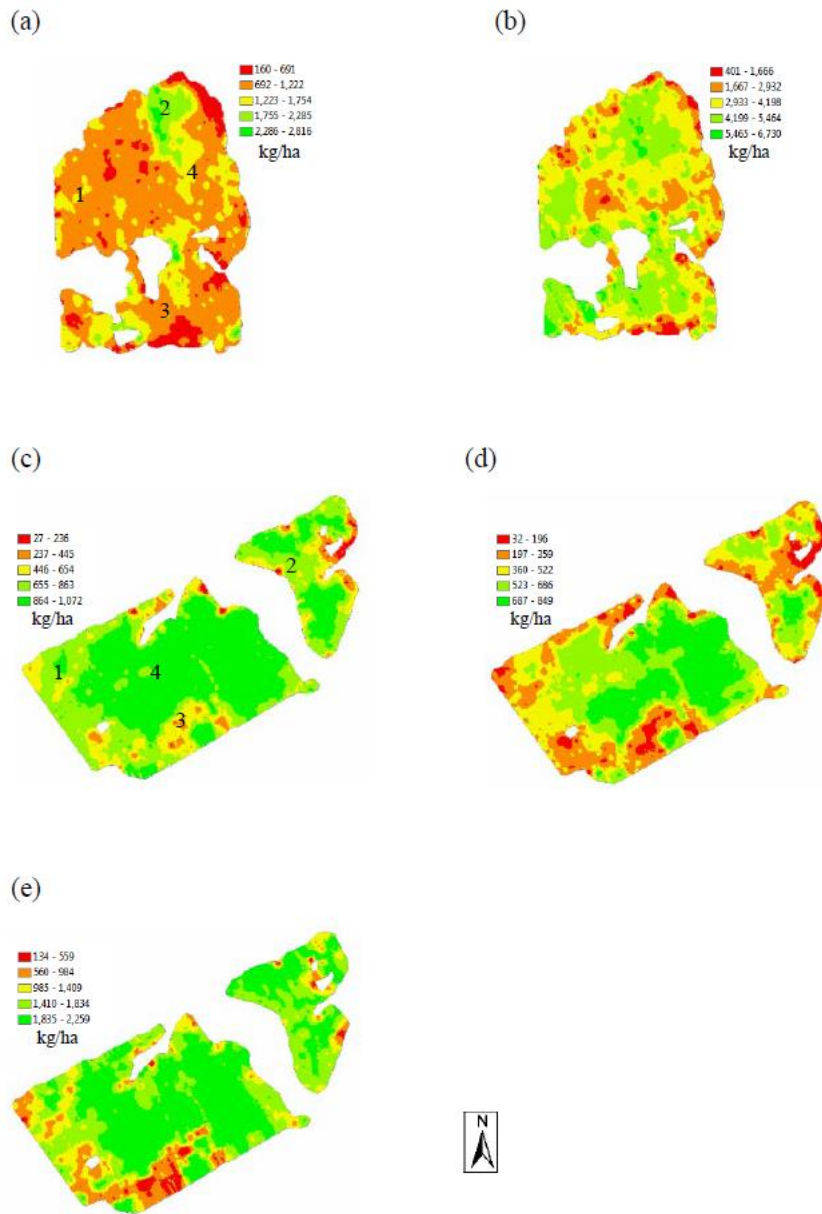 (a)
160 - 691
692 - 1,222
1,223 - 1,754
1,755 - 2,285
2,286 - 2,816
kg/ha
2
4
1
3
(b)
401 - 1,666
1,667 - 2,932
2,933 - 4,198
4,199 - 5,464
5,465 - 6,730
kg/ha
(c)
27 - 236
237 - 445
446 - 654
655 - 863
864 - 1,072
kg/ha
2
1
4
3
(d)
32 - 196
197 - 359
360 - 522
523 - 686
687 - 849
kg/ha
(e)
134 - 559
560 - 984
985 - 1,409
1,410 - 1,834
1,835 - 2,259
kg/ha
N